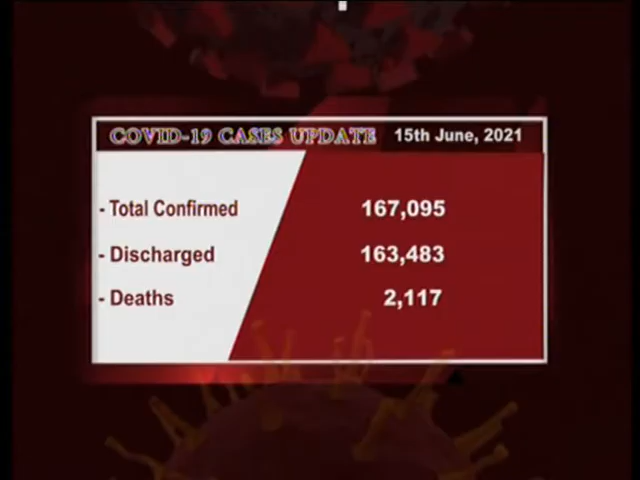 COVID-19 CASES UPDATE 15th June, 2021
- Total Confirmed 167,095
- Discharged 163,483
- Deaths 2,117